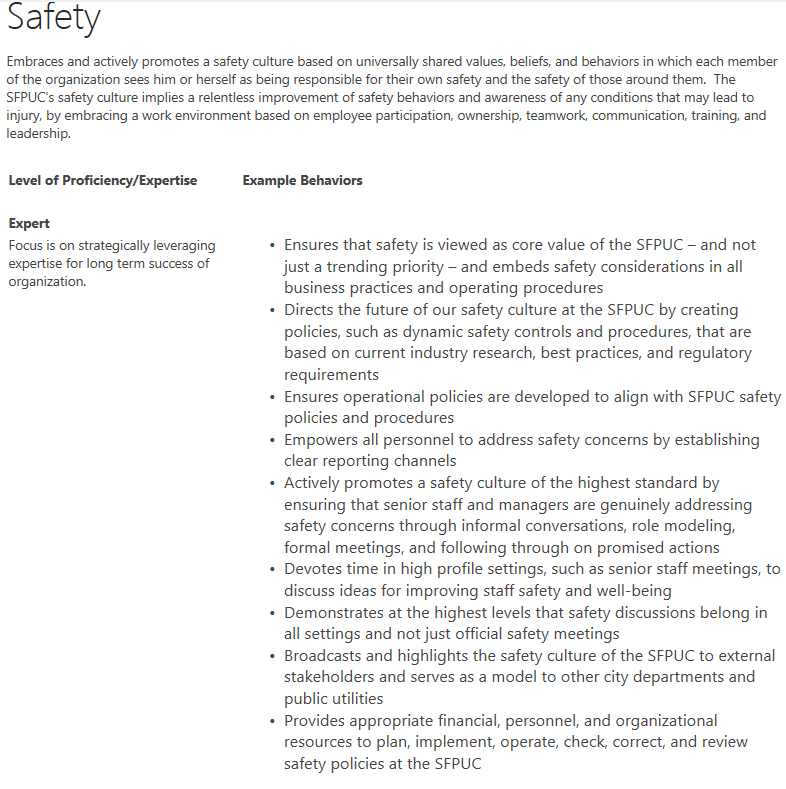 Safety
Embraces and actively promotes a safety culture based on universally shared values, beliefs, and behaviors in which each member
of the organization sees him or herself as being responsible for their own safety and the safety of those around them.  The
SFPUC's safety culture implies a relentless improvement of safety behaviors and awareness of any conditions that may lead to
injury, by embracing a work environment based on employee participation, ownership, teamwork, communication, training, and
leadership.
Level of Proficiency/Expertise
Example Behaviors
Expert
Focus is on strategically leveraging
expertise for long term success of
organization.
• Ensures that safety is viewed as core value of the SFPUC – and not
just a trending priority – and embeds safety considerations in all
business practices and operating procedures
• Directs the future of our safety culture at the SFPUC by creating
policies, such as dynamic safety controls and procedures, that are
based on current industry research, best practices, and regulatory
requirements
• Ensures operational policies are developed to align with SFPUC safety
policies and procedures
• Empowers all personnel to address safety concerns by establishing
clear reporting channels
• Actively promotes a safety culture of the highest standard by
ensuring that senior staff and managers are genuinely addressing
safety concerns through informal conversations, role modeling,
formal meetings, and following through on promised actions
• Devotes time in high profile settings, such as senior staff meetings, to
discuss ideas for improving staff safety and well-being
• Demonstrates at the highest levels that safety discussions belong in
all settings and not just official safety meetings
• Broadcasts and highlights the safety culture of the SFPUC to external
stakeholders and serves as a model to other city departments and
public utilities
• Provides appropriate financial, personnel, and organizational
resources to plan, implement, operate, check, correct, and review
safety policies at the SFPUC